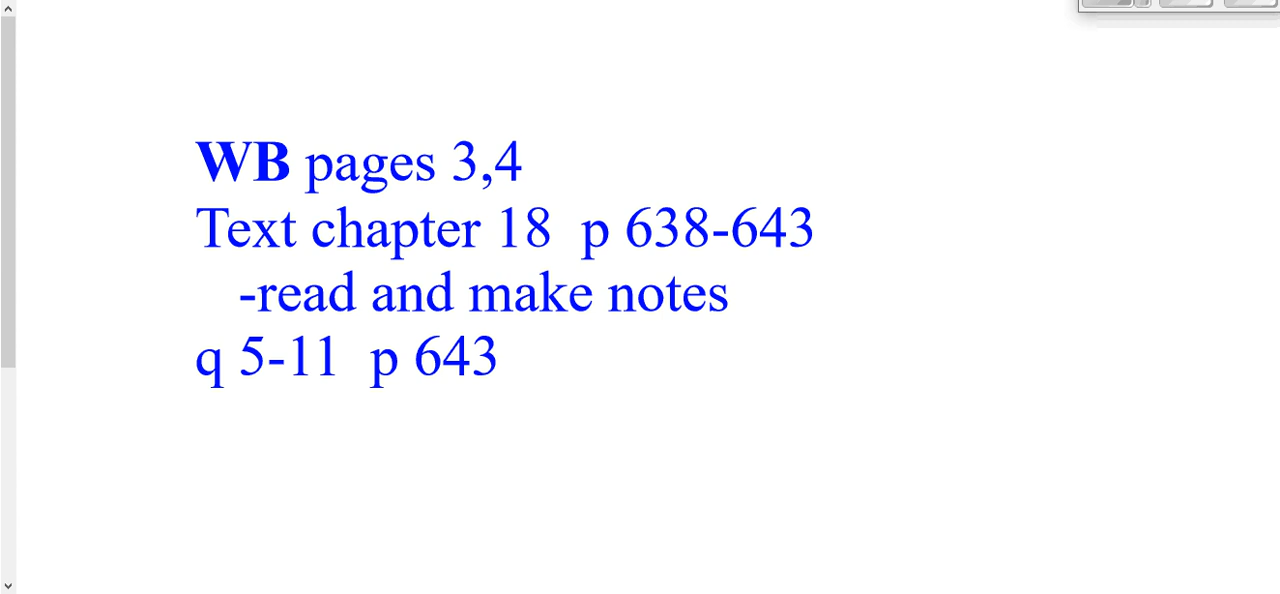 WB pages 3,4
Text chapter 18 p 638-643
-read and make notes
q 5-11 p 643